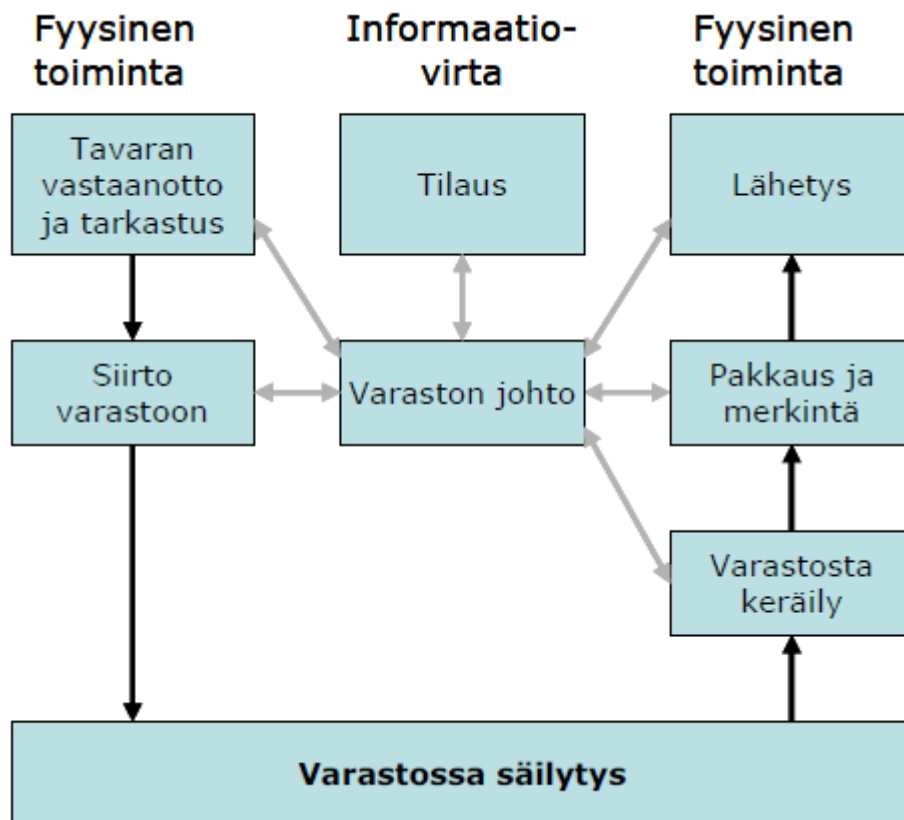 Fyysinen
toiminta
Informaatio-
virta
Fyysinen
toiminta
Tavaran
vastaanotto
ja tarkastus
Tilaus
Lähetys
Siirto
varastoon
Varaston johto
Pakkaus ja
merkintä
Varastosta
keräily
Varastossa säilytys